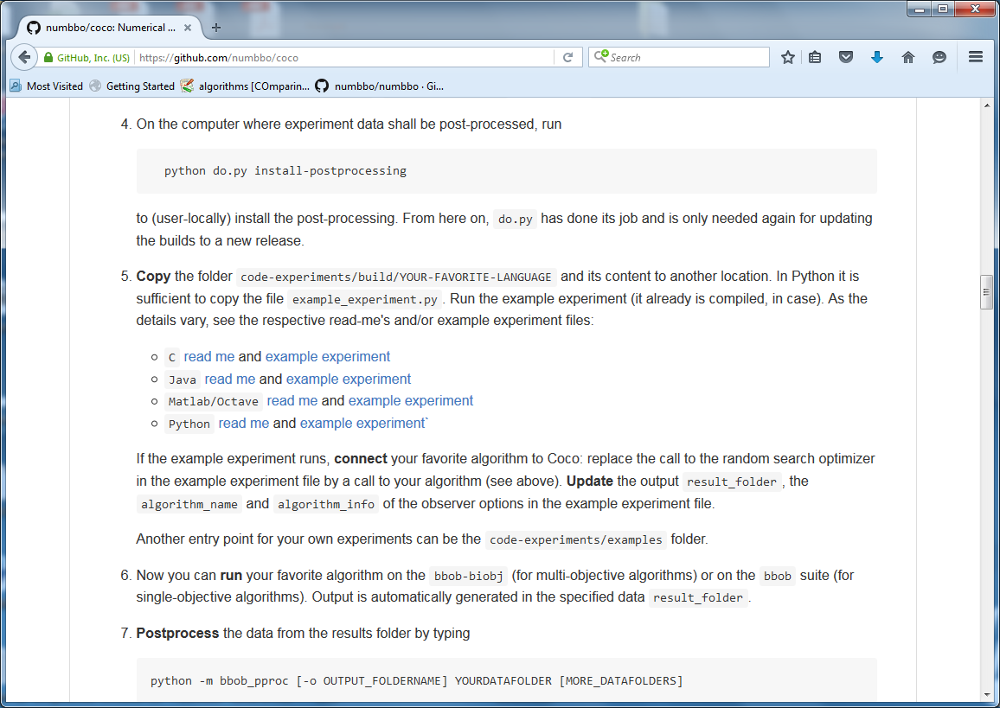 numbbo/coco: Numerical ...
GitHub, Inc. (US) https://github.com/numbbo/coco Search
Most Visited Getting Started algorithms [COmparin... numbbo/numbbo · Gi...
4. On the computer where experiment data shall be post-processed, run
python do.py install-postprocessing
to (user-locally) install the post-processing. From here on, do.py has done its job and is only needed again for updating
the builds to a new release.
5. Copy the folder code-experiments/build/YOUR-FAVORITE-LANGUAGE and its content to another location. In Python it is
sufficient to copy the file example_experiment.py. Run the example experiment (it already is compiled, in case). As the
details vary, see the respective read-me's and/or example experiment files:
C read me and example experiment
Java read me and example experiment
Matlab/Octave read me and example experiment
Python read me and example experiment`
If the example experiment runs, connect your favorite algorithm to Coco: replace the call to the random search optimizer
in the example experiment file by a call to your algorithm (see above). Update the output result_folder, the
algorithm_name and algorithm_info of the observer options in the example experiment file.
Another entry point for your own experiments can be the code-experiments/examples folder.
6. Now you can run your favorite algorithm on the bbob-biobj (for multi-objective algorithms) or on the bbob suite (for
single-objective algorithms). Output is automatically generated in the specified data result_folder.
7. Postprocess the data from the results folder by typing
python -m bbob_pproc [-o OUTPUT_FOLDERNAME] YOURDATAFOLDER [MORE_DATAFOLDERS]